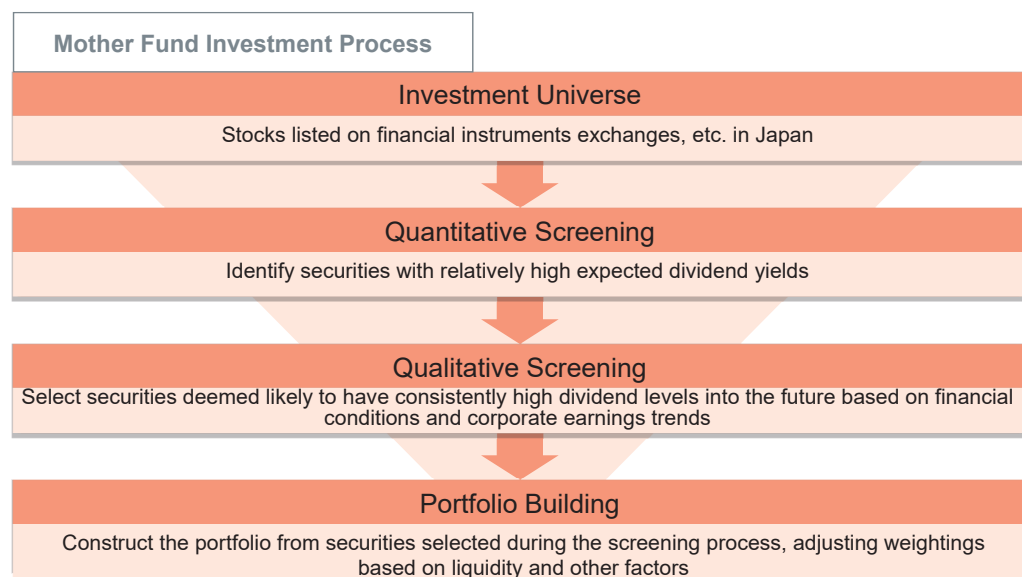 Mother Fund Investment Process
Investment Universe
Stocks listed on financial instruments exchanges, etc. in Japan
Quantitative Screening
Identify securities with relatively high expected dividend yields
Qualitative Screening
Select securities deemed likely to have consistently high dividend levels into the future based on financial
conditions and corporate earnings trends
Portfolio Building
Construct the portfolio from securities selected during the screening process, adjusting weightings
based on liquidity and other factors